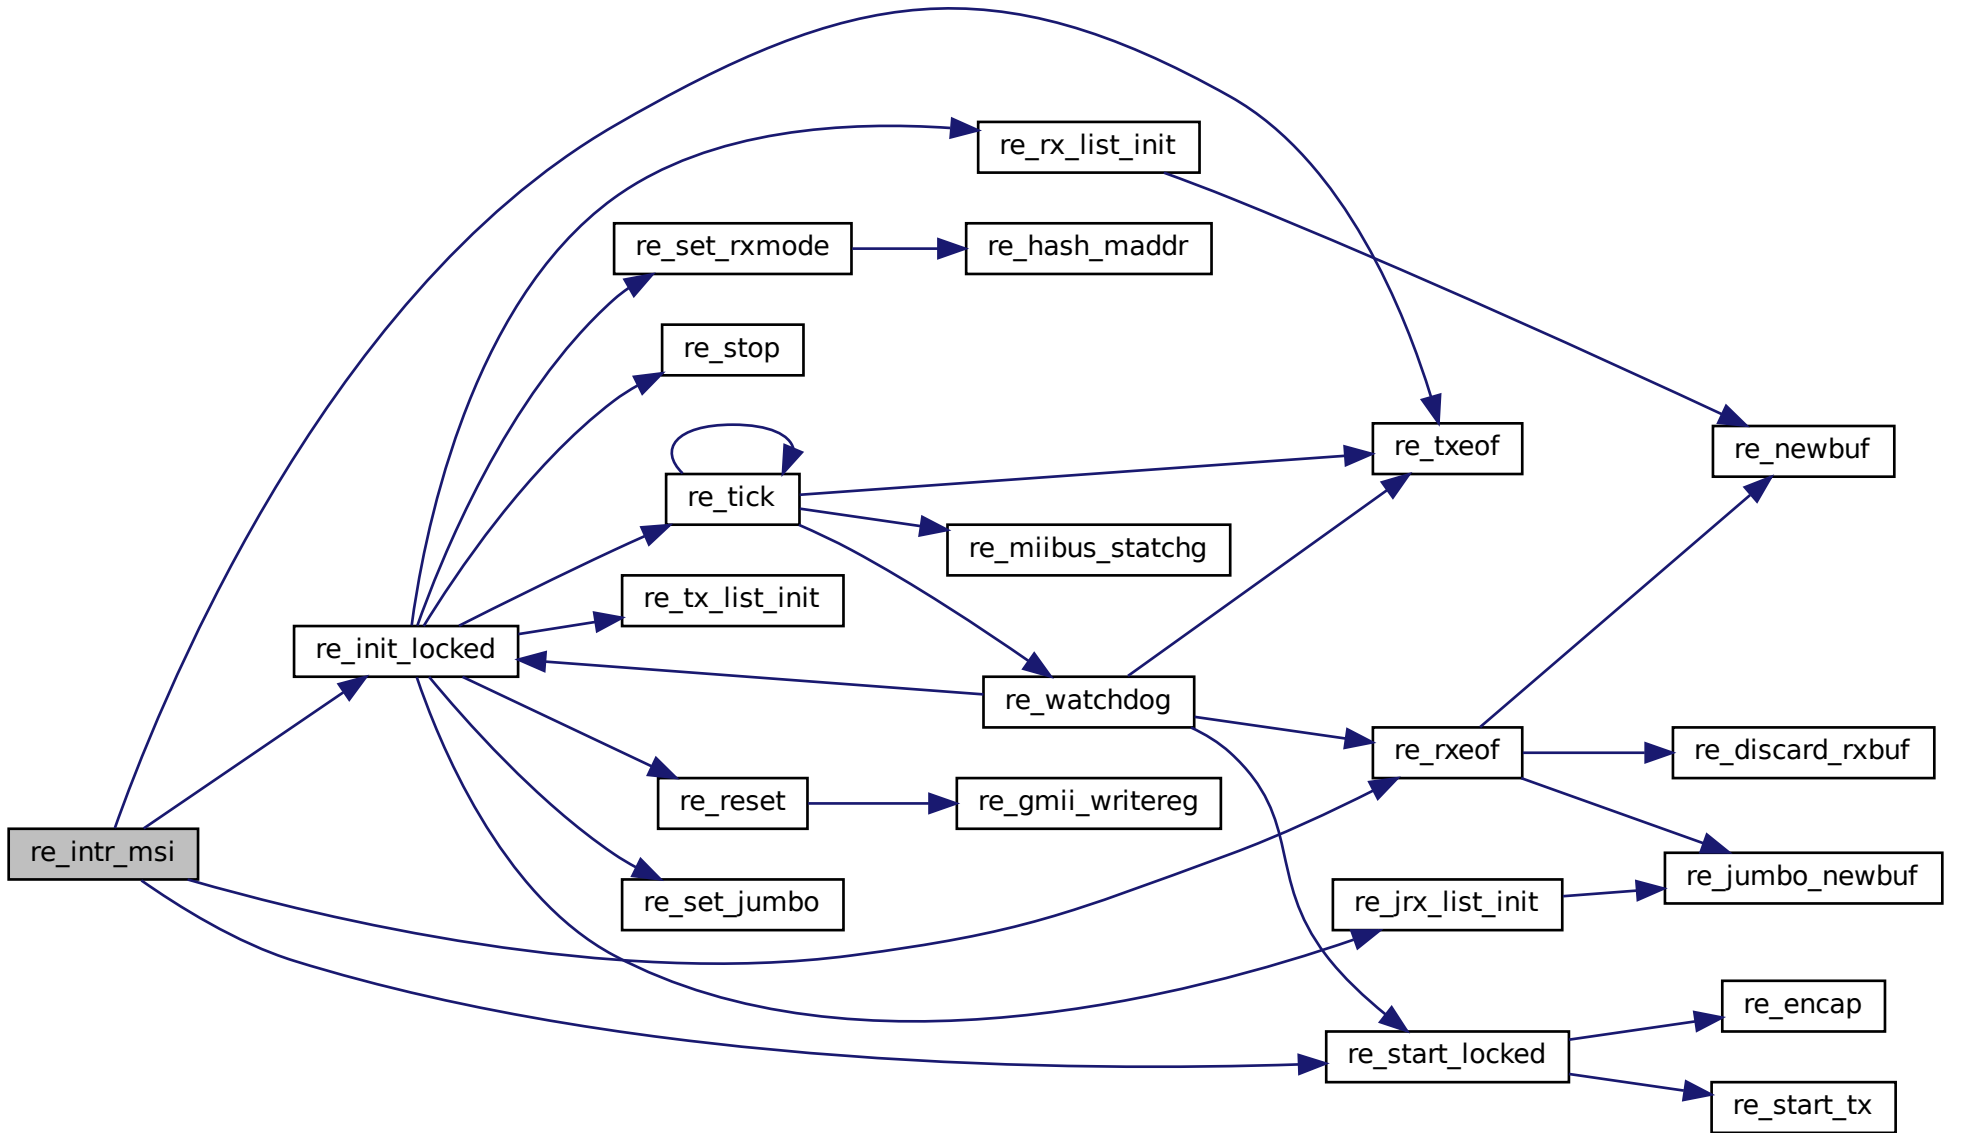 re_rx_list_init
re_set_rxmode
re_hash_maddr
re_stop
re_txeof
re_newbuf
re_tick
re_miibus_statchg
re_tx_list_init
re_init_locked
re_watchdog
re_rxeof
re_discard_rxbuf
re_reset
re_gmii_writereg
re_intr_msi
re_jumbo_newbuf
re_set_jumbo
re_jrx_list_init
re_encap
re_start_locked
re_start_tx